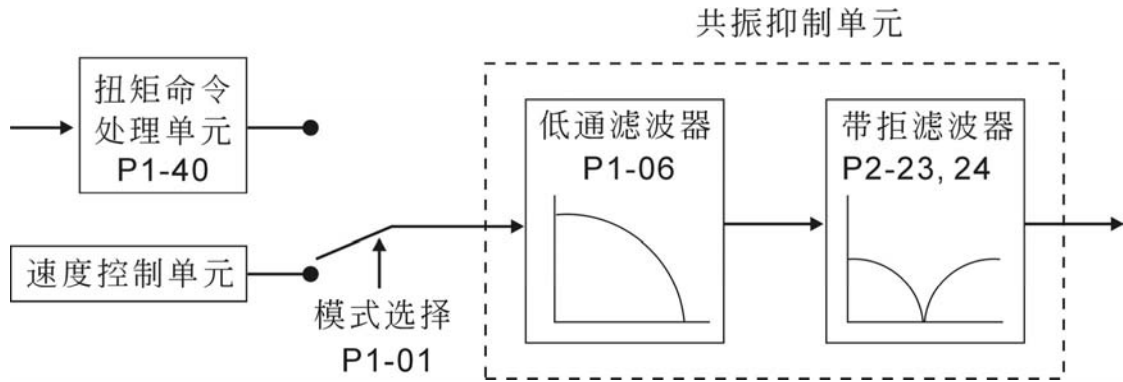 共振抑制单元
扭矩命令
处理单元
P1-40
低通滤波器
P1-06
带拒滤波器
P2-23, 24
速度控制单元
模式选择
P1-01